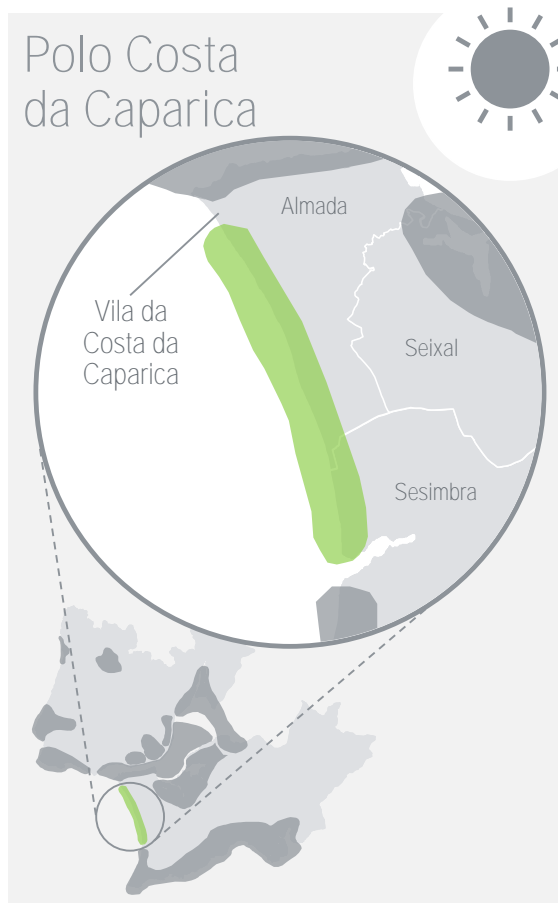 Polo Costa
da Caparica
Almada
Vila da
Costa da
Caparica
Seixal
Sesimbra